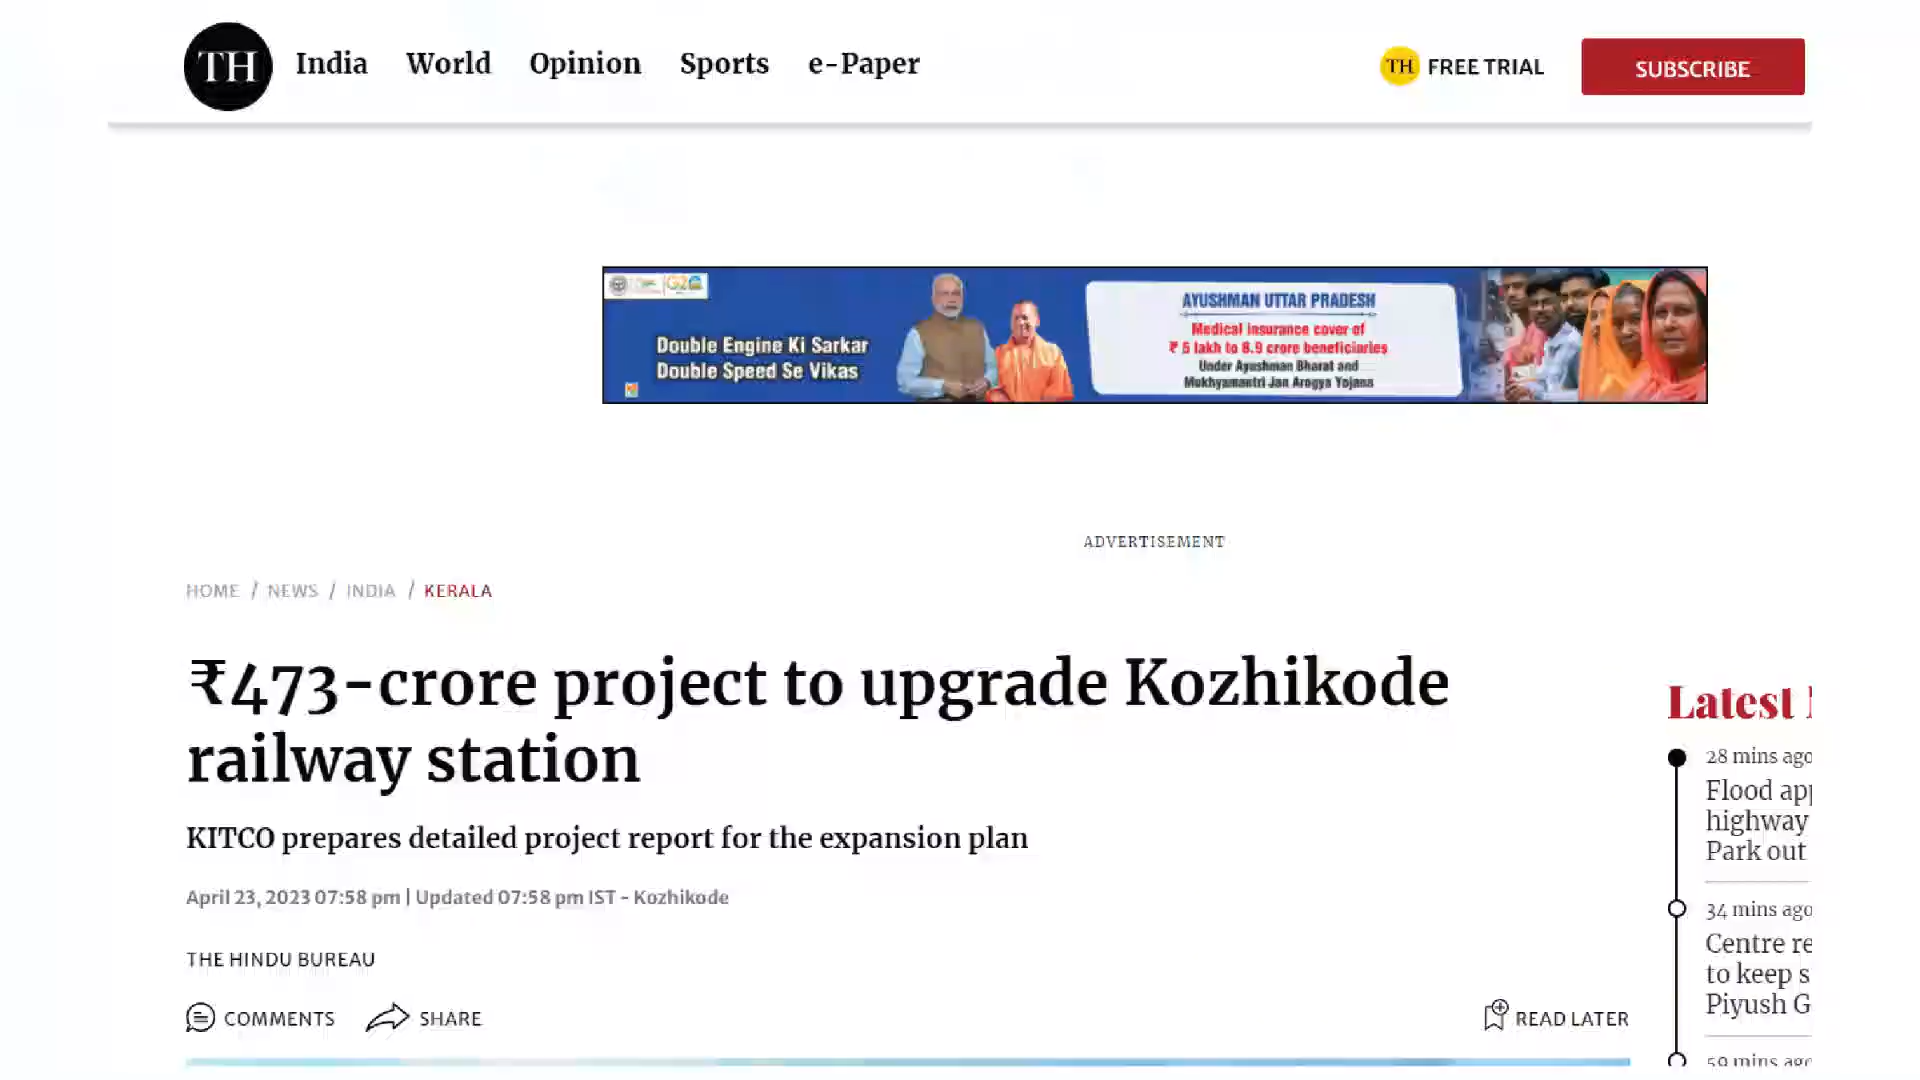 TH India World Opinion Sports e-Paper
TH FREE TRIAL SUBSCRIBE
G20
Double Engine Ki Sarkar
Double Speed Se Vikas
AYUSHMAN UTTAR PRADESH
Medical insurance cover of
₹ 5 lakh to 8.9 crore beneficiaries
Under Ayushman Bharat and
Mukhyamantri Jan Arogya Yojana
ADVERTISEMENT
HOME / NEWS / INDIA / KERALA
₹473-crore project to upgrade Kozhikode
railway station
KITCO prepares detailed project report for the expansion plan
April 23, 2023 07:58 pm | Updated 07:58 pm IST - Kozhikode
THE HINDU BUREAU
COMMENTS SHARE
READ LATER
Latest
28 mins ago
Flood app
highway
Park out
34 mins ago
Centre re
to keep s
Piyush G
59 mins ago